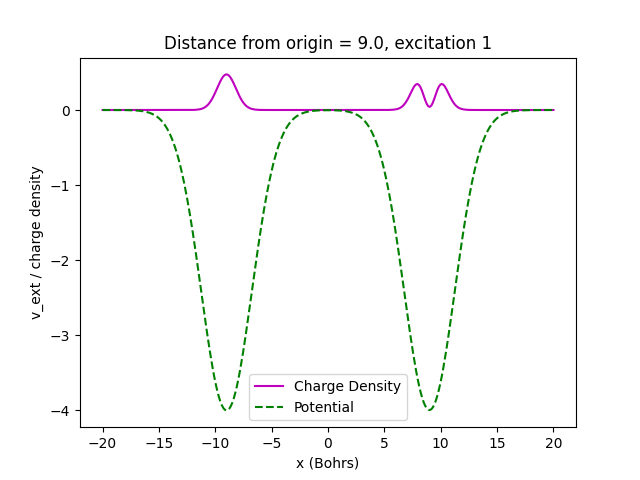 Distance from origin = 9.0, excitation 1
v_ext / charge density
0
−1
−2
−3
−4
Charge Density
Potential
−20
−15
−10
−5
0
5
10
15
20
x (Bohrs)